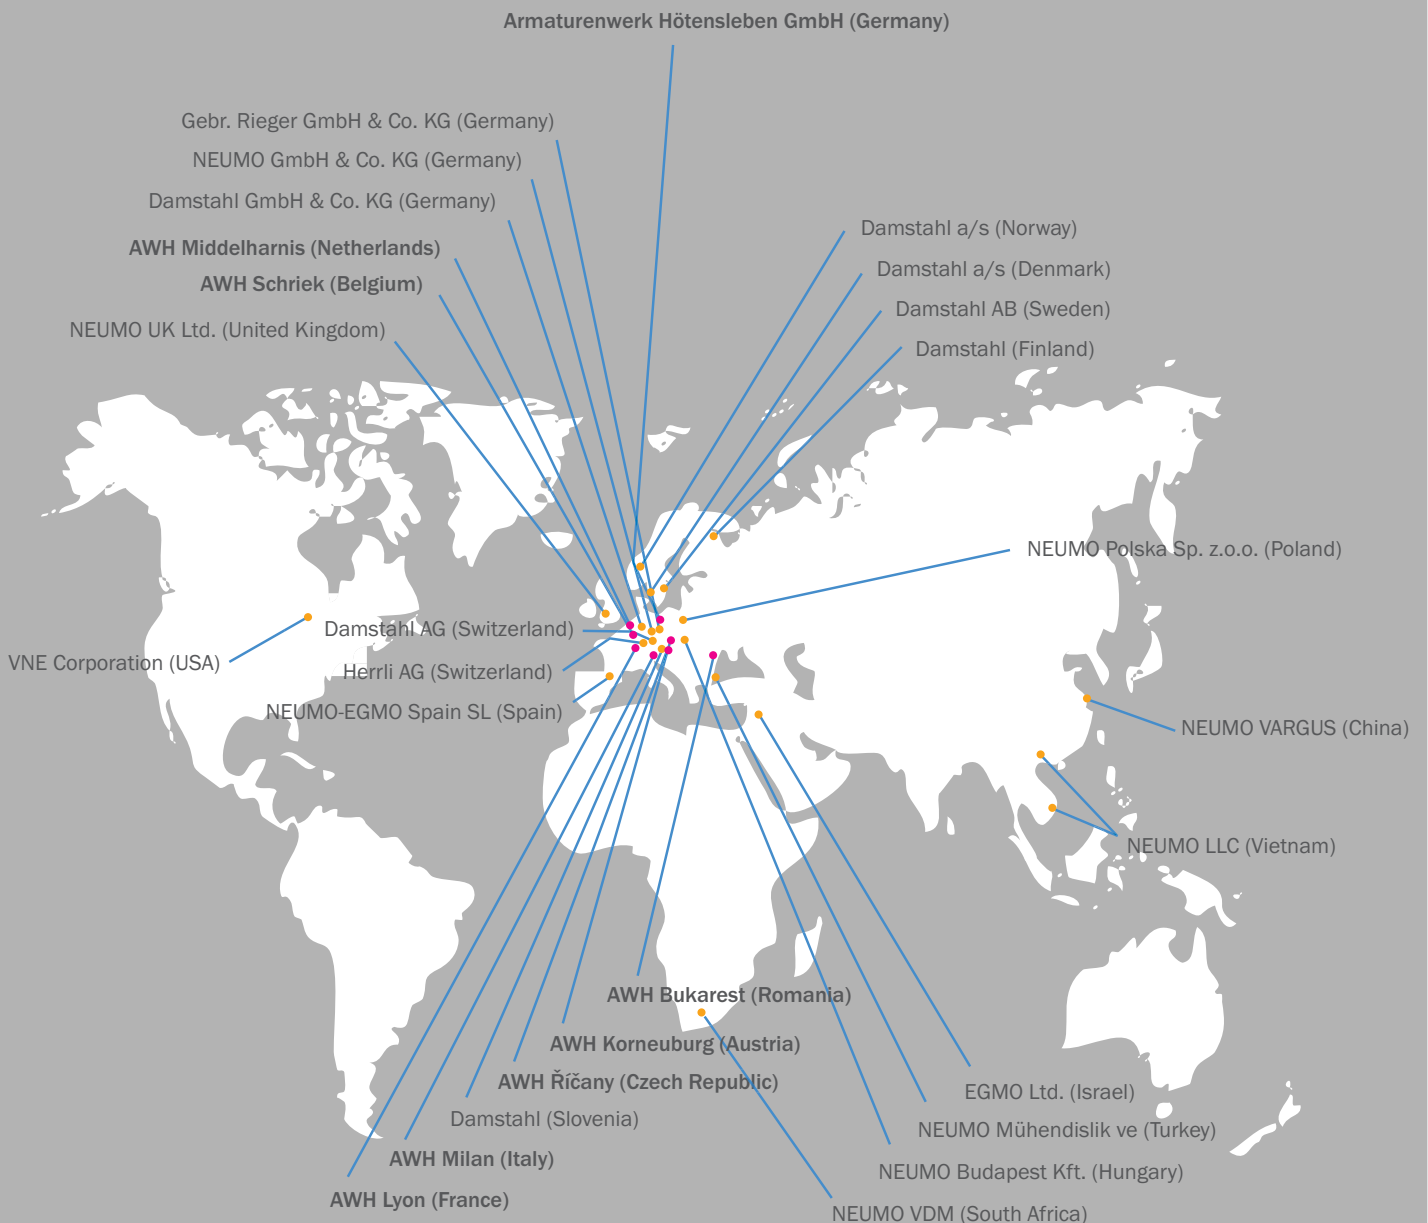 Armaturenwerk Hötensleben GmbH (Germany)
Gebr. Rieger GmbH & Co. KG (Germany)
NEUMO GmbH & Co. KG (Germany)
Damstahl GmbH & Co. KG (Germany)
AWH Middelharnis (Netherlands)
AWH Schriek (Belgium)
NEUMO UK Ltd. (United Kingdom)
Damstahl a/s (Norway)
Damstahl a/s (Denmark)
Damstahl AB (Sweden)
Damstahl (Finland)
NEUMO Polska Sp. z.o.o. (Poland)
Damstahl AG (Switzerland)
VNE Corporation (USA)
Herrli AG (Switzerland)
NEUMO-EGMO Spain SL (Spain)
NEUMO VARGUS (China)
NEUMO LLC (Vietnam)
AWH Bukarest (Romania)
AWH Korneuburg (Austria)
AWH Říčany (Czech Republic)
Damstahl (Slovenia)
AWH Milan (Italy)
AWH Lyon (France)
EGMO Ltd. (Israel)
NEUMO Mühendislik ve (Turkey)
NEUMO Budapest Kft. (Hungary)
NEUMO VDM (South Africa)